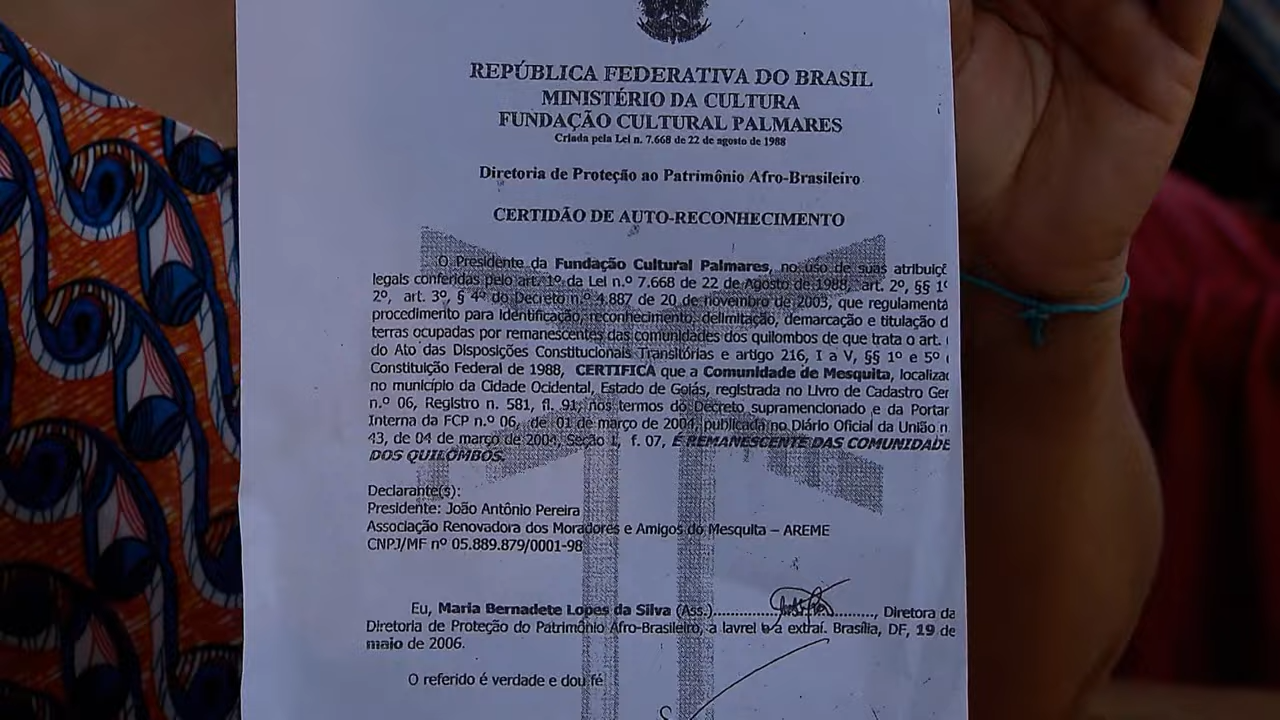 REPÚBLICA FEDERATIVA DO BRASIL
MINISTÉRIO DA CULTURA
FUNDAÇÃO CULTURAL PALMARES
Criada pela Lei n. 7.668 de 22 de agosto de 1988
Diretoria de Proteção ao Patrimônio Afro-Brasileiro
CERTIDÃO DE AUTO-RECONHECIMENTO
O Presidente da Fundação Cultural Palmares, no uso de suas atribuiçõ
legais conferidas pelo art. 1º da Lei n.º 7.668 de 22 de Agosto de 1988, art. 2º, §§ 1º
2º, art. 3º, § 4º do Decreto n.º 4.887 de 20 de novembro de 2003, que regulamenta
procedimento para identificação, reconhecimento, delimitação, demarcação e titulação d
terras ocupadas por remanescentes das comunidades dos quilombos de que trata o art.
do Ato das Disposições Constitucionais Transitórias e artigo 216, I a V, §§ 1º e 5º
Constituição Federal de 1988, CERTIFICA que a Comunidade de Mesquita, localizad
no município da Cidade Ocidental, Estado de Goiás, registrada no Livro de Cadastro Ger
n.º 06, Registro n. 581, fl. 91, nos termos do Decreto supramencionado e da Portar
Interna da FCP n.º 06, de 01 de março de 2004, publicada no Diário Oficial da União n.
43, de 04 de março de 2004, Seção 1, f. 07, É REMANESCENTE DAS COMUNIDADE
DOS QUILOMBOS.
Declarante(s):
Presidente: João Antônio Pereira
Associação Renovadora dos Moradores e Amigos do Mesquita – AREME
CNPJ/MF nº 05.889.879/0001-98
Eu, Maria Bernadete Lopes da Silva (Ass.)..............................., Diretora da
Diretoria de Proteção do Patrimônio Afro-Brasileiro, a lavrei e a extraí. Brasília, DF, 19 de
maio de 2006.
O referido é verdade e dou fé